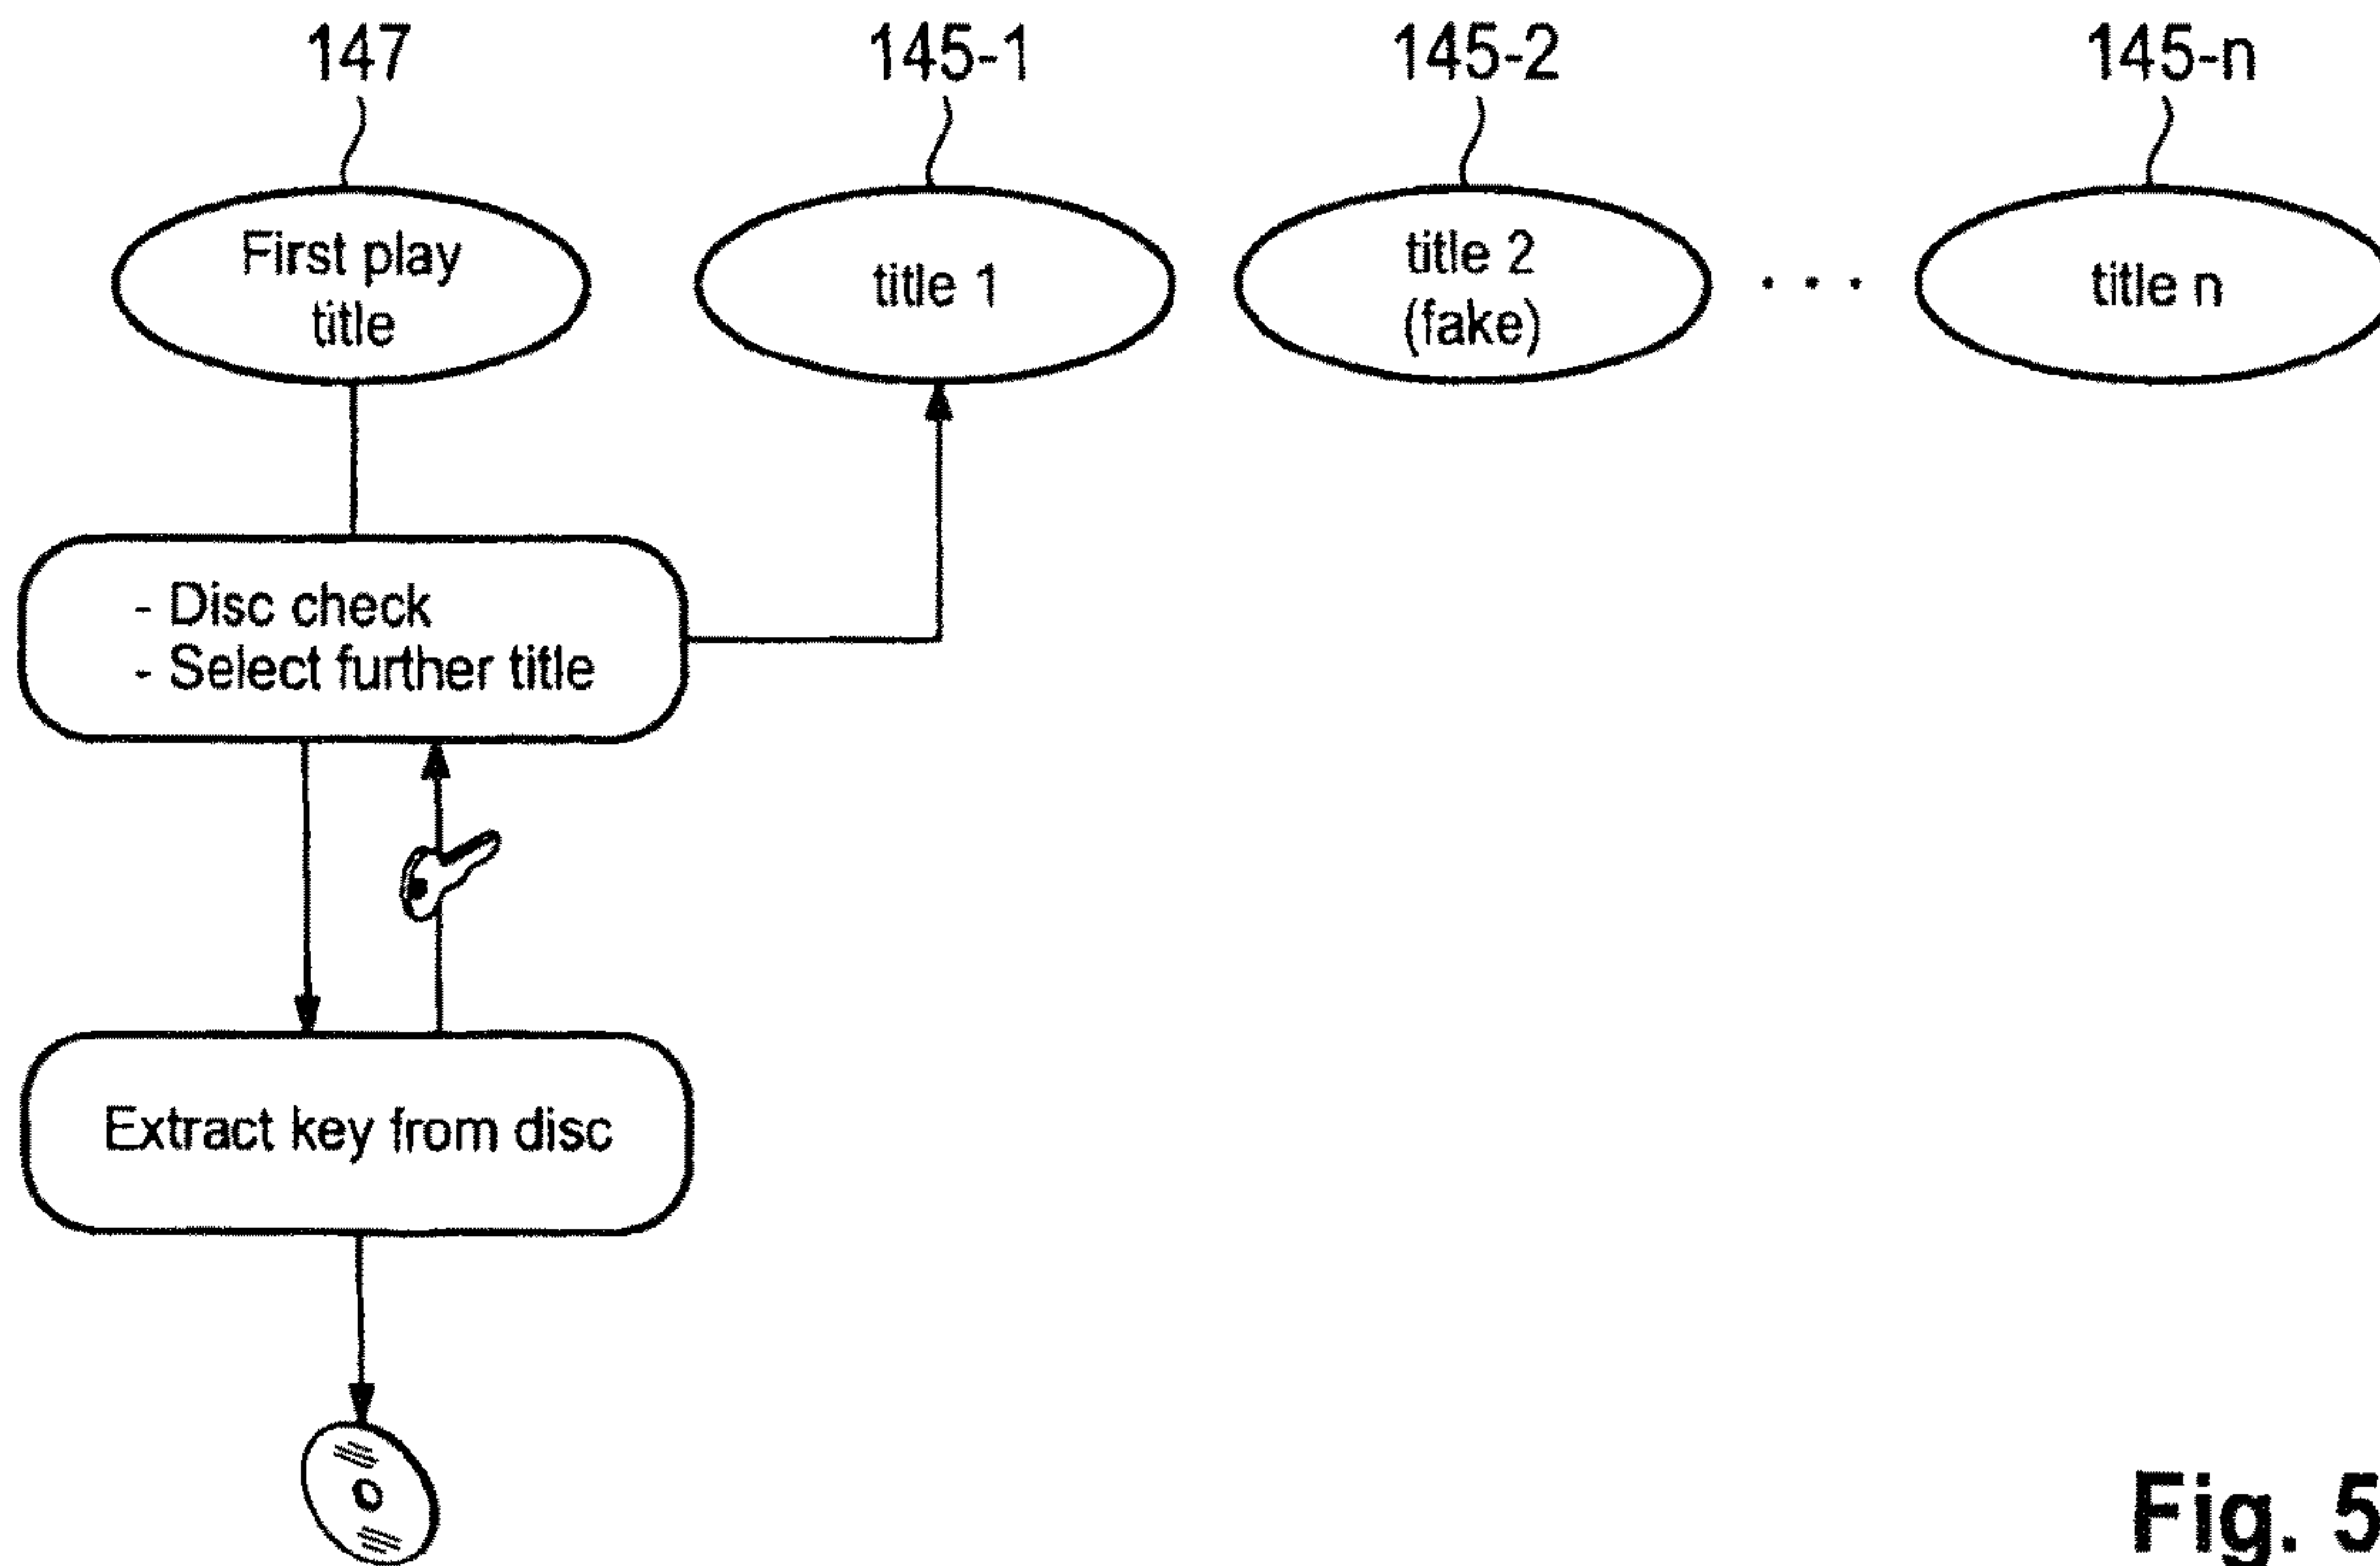 147 145-1 145-2 145-n
First play
title
title 1
title 2
(fake)
. . .
title n
- Disc check
- Select further title
Extract key from disc
Fig. 5